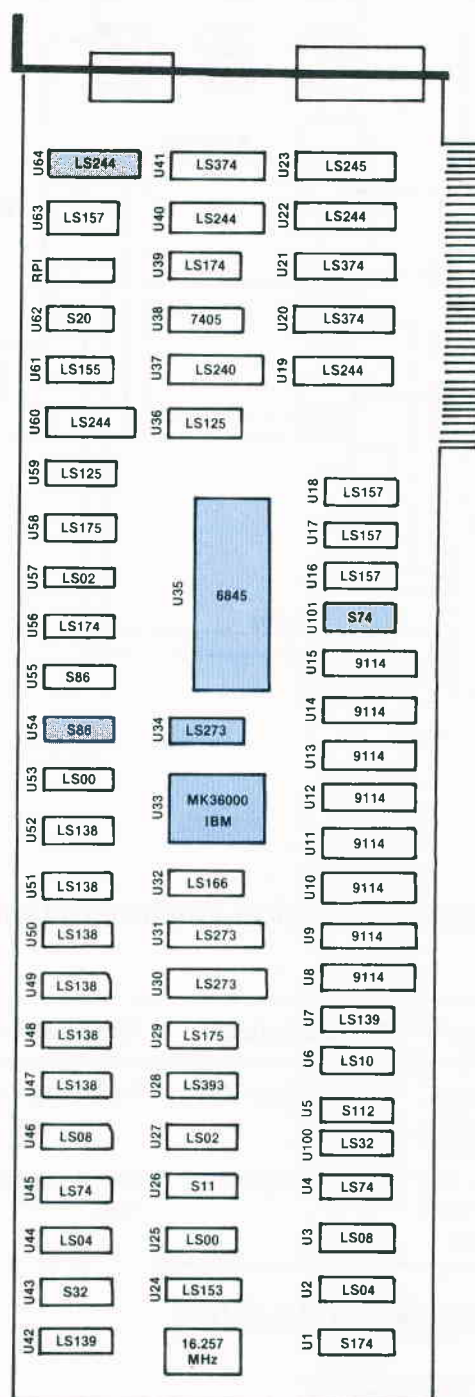 U64 LS244
U63 LS157
RPI
U62 S20
U61 LS155
U60 LS244
U59 LS125
U58 LS175
U57 LS02
U56 LS174
U55 S86
U54 S86
U53 LS00
U52 LS138
U51 LS138
U50 LS138
U49 LS138
U48 LS138
U47 LS138
U46 LS08
U45 LS74
U44 LS04
U43 S32
U42 LS139
U41 LS374
U40 LS244
U39 LS174
U38 7405
U37 LS240
U36 LS125
U35 6845
U34 LS273
U33 MK36000
IBM
U32 LS166
U31 LS273
U30 LS273
U29 LS175
U28 LS393
U27 LS02
U26 S11
U25 LS00
U24 LS153
16.257
MHz
U23 LS245
U22 LS244
U21 LS374
U20 LS374
U19 LS244
U18 LS157
U17 LS157
U16 LS157
U101 S74
U15 9114
U14 9114
U13 9114
U12 9114
U11 9114
U10 9114
U9 9114
U8 9114
U7 LS139
U6 LS10
U5 S112
U100 LS32
U4 LS74
U3 LS08
U2 LS04
U1 S174